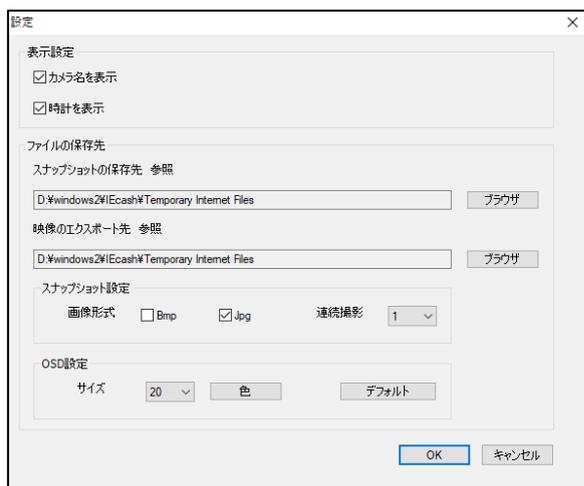 設定
表示設定
カメラ名を表示
時計を表示
ファイルの保存先
スナップショットの保存先 参照
D:¥windows2¥IEcash¥Temporary Internet Files
ブラウザ
映像のエクスポート先 参照
D:¥windows2¥IEcash¥Temporary Internet Files
ブラウザ
スナップショット設定
画像形式 Bmp Jpg 連続撮影 1
OSD設定
サイズ 20 色 デフォルト
OK キャンセル